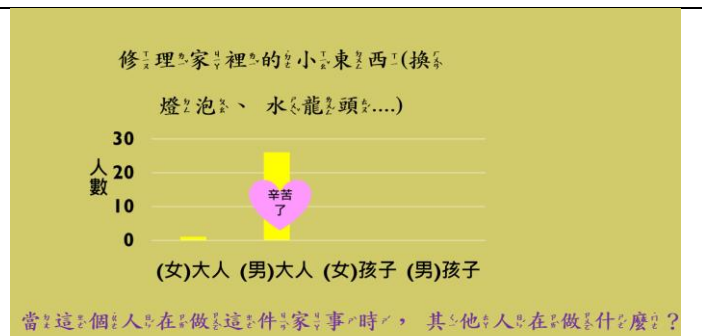 修理家裡的小東西(換
燈泡、水龍頭....)
30
人數 20
10
0
辛苦
了
(女)大人 (男)大人 (女)孩子 (男)孩子
當這個人在做這件家事時，其他人在做什麼？